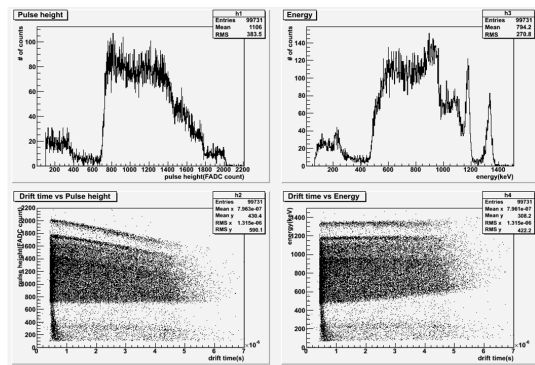 Pulse height
h1
Entries 99731
Mean 1106
RMS 383.5
# of counts
100
80
60
40
20
0
200 400 600 800 1000 1200 1400 1600 1800 2000 2200
pulse height(FADC count)
Energy
h3
Entries 99731
Mean 794.2
RMS 270.8
# of counts
140
120
100
80
60
40
20
0
200 400 600 800 1000 1200 1400
energy(keV)
Drift time vs Pulse height
h2
Entries 99731
Mean x 7.963e-07
Mean y 430.4
RMS x 1.315e-06
RMS y 590.1
pulse height(FADC count)
2200
2000
1800
1600
1400
1200
1000
800
600
400
200
0
0 1 2 3 4 5 6 7
×10⁻⁶
drift time(s)
Drift time vs Energy
h4
Entries 99731
Mean x 7.961e-07
Mean y 308.2
RMS x 1.315e-06
RMS y 422.2
energy(keV)
1400
1200
1000
800
600
400
200
0
0 1 2 3 4 5 6 7
×10⁻⁶
drift time(s)